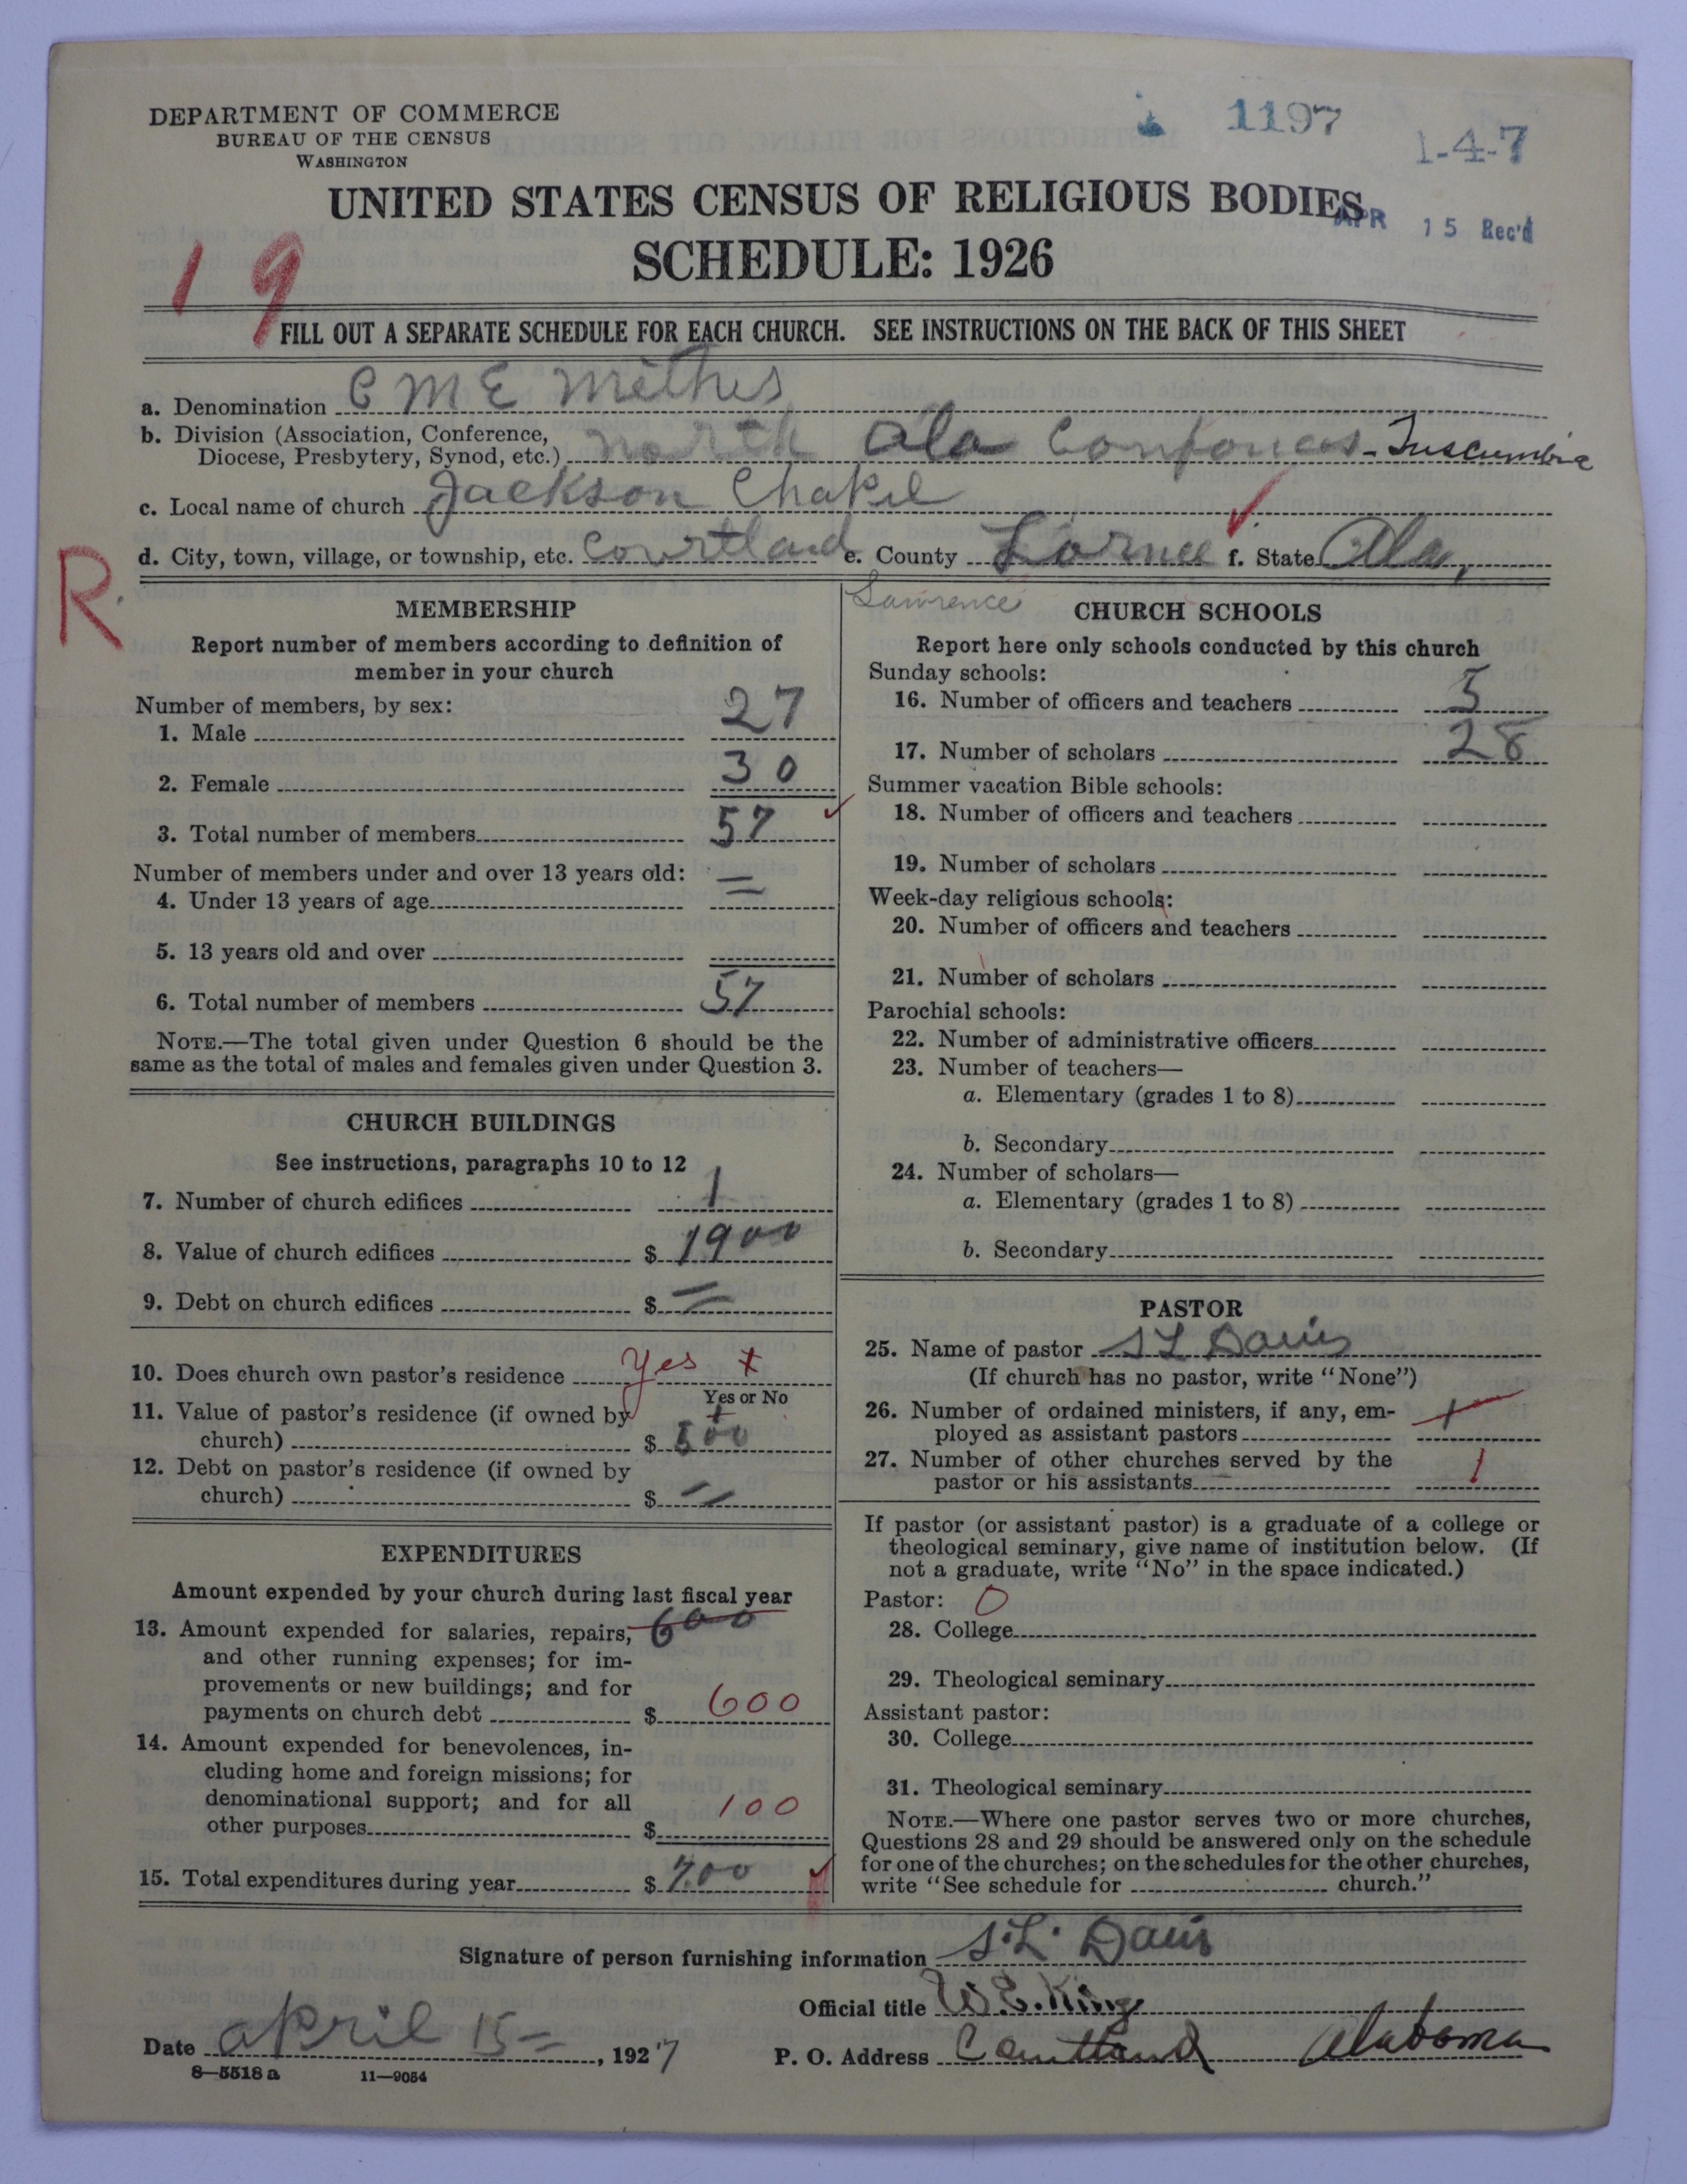 DEPARTMENT OF COMMERCE
BUREAU OF THE CENSUS
WASHINGTON
1197
1-4-7
UNITED STATES CENSUS OF RELIGIOUS BODIES
APR 15 Rec'd
SCHEDULE: 1926
19
FILL OUT A SEPARATE SCHEDULE FOR EACH CHURCH. SEE INSTRUCTIONS ON THE BACK OF THIS SHEET
a. Denomination C M E Methes
b. Division (Association, Conference,
Diocese, Presbytery, Synod, etc.) north Ala - Tuscumbia
c. Local name of church Jackson Chapel
d. City, town, village, or township, etc. Courtland e. County f. State Ala,
R.
Lawrence
MEMBERSHIP
Report number of members according to definition of
member in your church
Number of members, by sex:
1. Male 27
2. Female 30
3. Total number of members 57
Number of members under and over 13 years old:
4. Under 13 years of age =
5. 13 years old and over
6. Total number of members 57
NOTE.—The total given under Question 6 should be the
same as the total of males and females given under Question 3.
CHURCH BUILDINGS
See instructions, paragraphs 10 to 12
7. Number of church edifices 1
8. Value of church edifices $ 1900
9. Debt on church edifices $ =
10. Does church own pastor's residence yes x
Yes or No
11. Value of pastor's residence (if owned by
church) $ 500
12. Debt on pastor's residence (if owned by
church) $ =
EXPENDITURES
Amount expended by your church during last fiscal year
13. Amount expended for salaries, repairs, 600
and other running expenses; for im-
provements or new buildings; and for
payments on church debt $ 600
14. Amount expended for benevolences, in-
cluding home and foreign missions; for
denominational support; and for all
other purposes $ 100
15. Total expenditures during year $ 700
CHURCH SCHOOLS
Report here only schools conducted by this church
Sunday schools:
16. Number of officers and teachers 5
17. Number of scholars 28
Summer vacation Bible schools:
18. Number of officers and teachers
19. Number of scholars
Week-day religious schools:
20. Number of officers and teachers
21. Number of scholars
Parochial schools:
22. Number of administrative officers
23. Number of teachers—
a. Elementary (grades 1 to 8)
b. Secondary
24. Number of scholars—
a. Elementary (grades 1 to 8)
b. Secondary
PASTOR
25. Name of pastor S L Davis
(If church has no pastor, write "None")
26. Number of ordained ministers, if any, em-
ployed as assistant pastors
27. Number of other churches served by the
pastor or his assistants 1
If pastor (or assistant pastor) is a graduate of a college or
theological seminary, give name of institution below. (If
not a graduate, write "No" in the space indicated.)
Pastor: 0
28. College
29. Theological seminary
Assistant pastor:
30. College
31. Theological seminary
NOTE.—Where one pastor serves two or more churches,
Questions 28 and 29 should be answered only on the schedule
for one of the churches; on the schedules for the other churches,
write "See schedule for church."
Signature of person furnishing information S. L. Davis
Official title W E. King
Date April 15 =, 1927
P. O. Address Courtland Alabama
8—5518a 11—9054